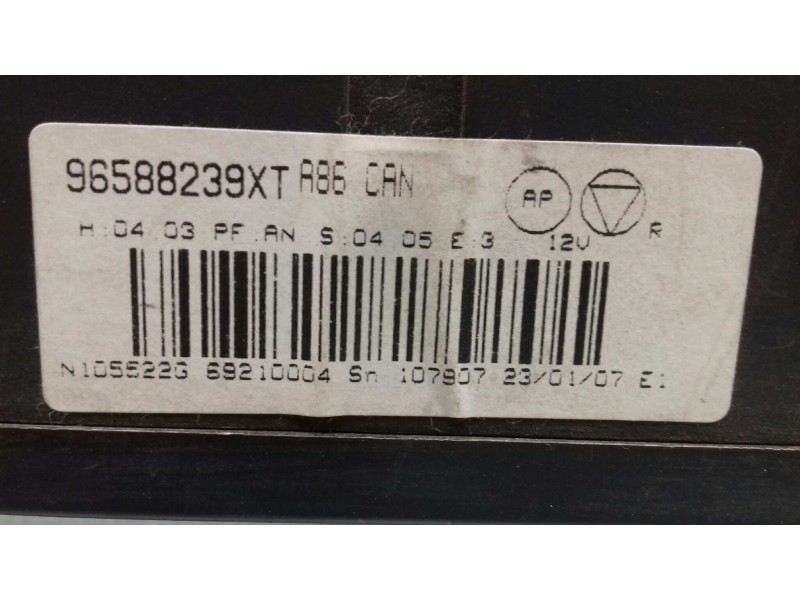 96588239XT A86 CAN AP
H:04.03 PF.AN S:04 05 E:3 12V R
N105522G 69210004 Sn 107907 23/01/07 E1